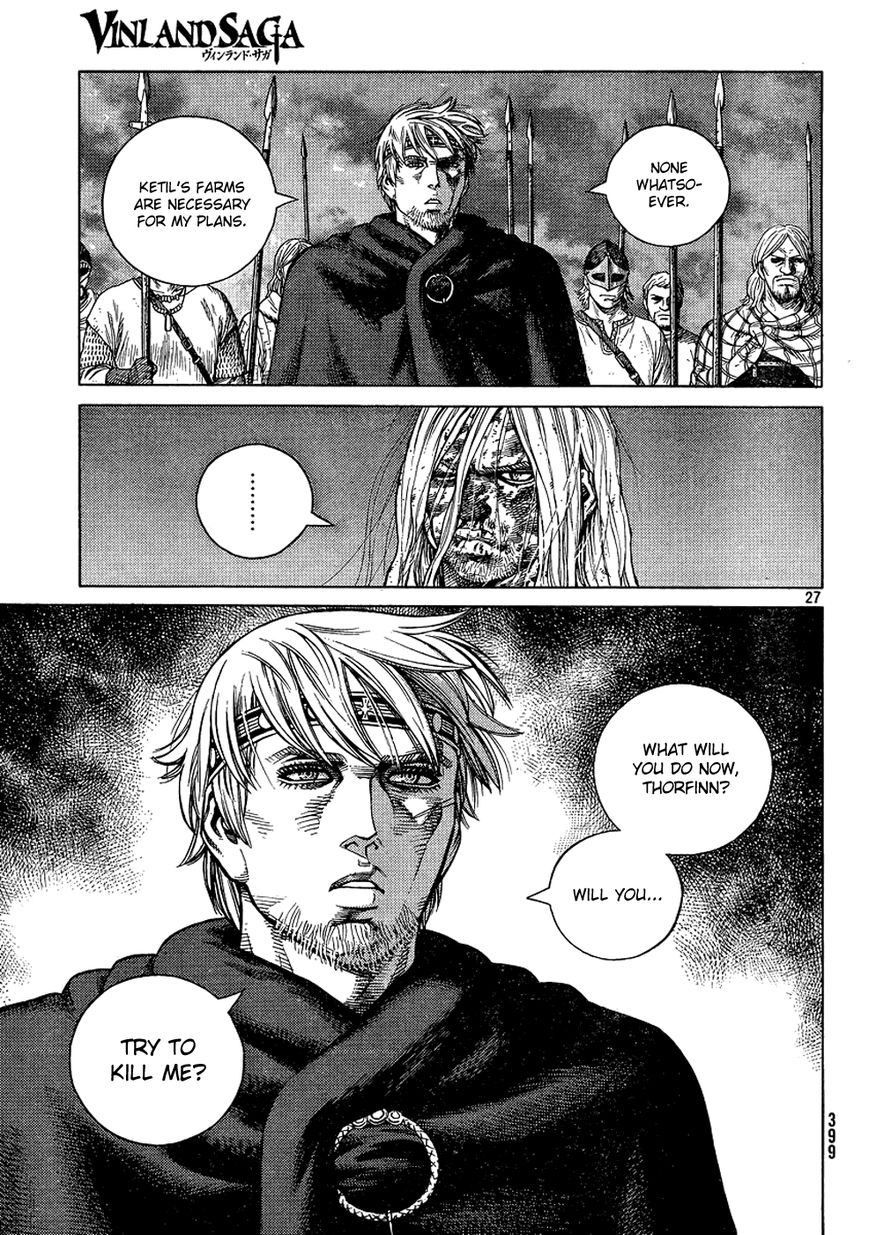 VINLAND SAGA
ヴィンランド・サガ
NONE
WHATSO-
EVER.
KETIL'S FARMS
ARE NECESSARY
FOR MY PLANS.
........
27
WHAT WILL
YOU DO NOW,
THORFINN?
WILL YOU...
TRY TO
KILL ME?
399